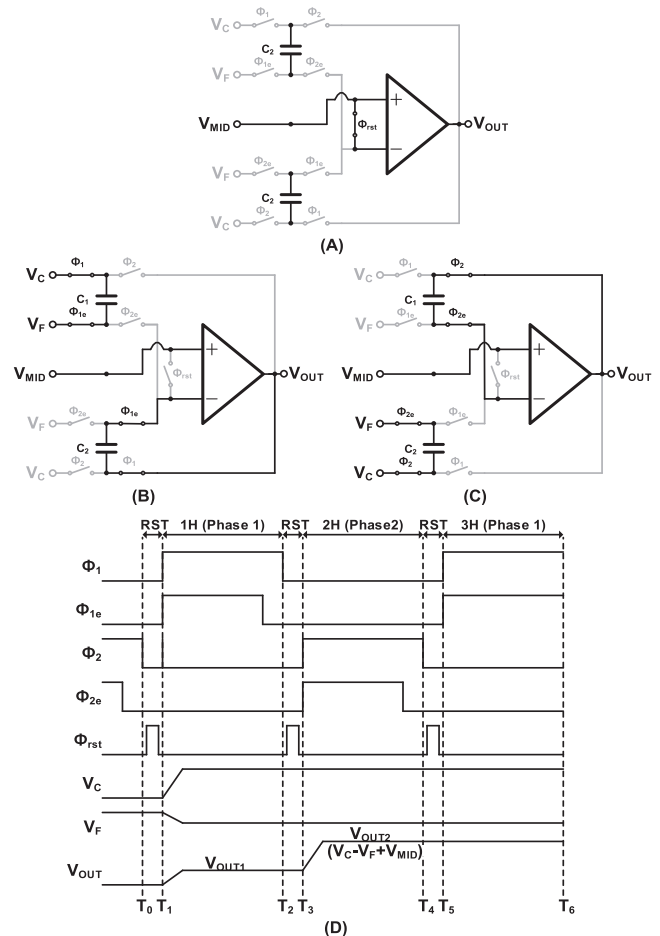 Φ1 Φ2
VC
C2
VF Φ1e Φ2e
VMID + Φrst VOUT
−
VF Φ2e Φ1e
C2
VC Φ2 Φ1
(A)
VC Φ1 Φ2
C1
VF Φ1e Φ2e
VMID + Φrst VOUT
−
VF Φ2e Φ1e
C2
VC Φ2 Φ1
(B)
VC Φ1 Φ2
C1
VF Φ1e Φ2e
VMID + Φrst VOUT
−
VF Φ2e Φ1e
C2
VC Φ2 Φ1
(C)
RST 1H (Phase 1) RST 2H (Phase2) RST 3H (Phase 1)
Φ1
Φ1e
Φ2
Φ2e
Φrst
VC
VF
VOUT VOUT1 VOUT2
(VC-VF+VMID)
T0 T1 T2 T3 T4 T5 T6
(D)